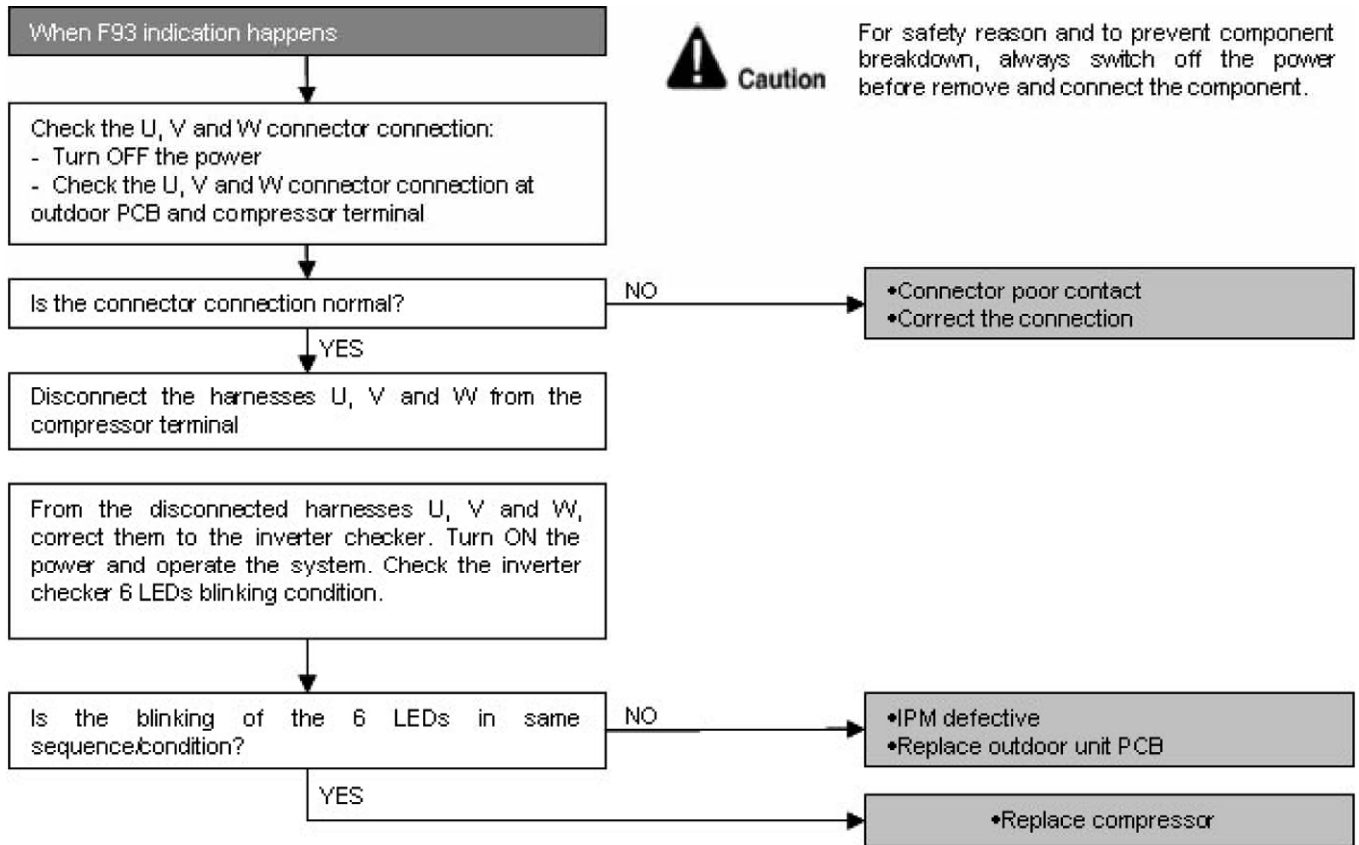 When F93 indication happens
Caution
For safety reason and to prevent component
breakdown, always switch off the power
before remove and connect the component.
Check the U, V and W connector connection:
- Turn OFF the power
- Check the U, V and W connector connection at
outdoor PCB and compressor terminal
Is the connector connection normal?
NO
•Connector poor contact
•Correct the connection
YES
Disconnect the harnesses U, V and W from the
compressor terminal
From the disconnected harnesses U, V and W,
correct them to the inverter checker. Turn ON the
power and operate the system. Check the inverter
checker 6 LEDs blinking condition.
Is the blinking of the 6 LEDs in same
sequence/condition?
NO
•IPM defective
•Replace outdoor unit PCB
YES
•Replace compressor